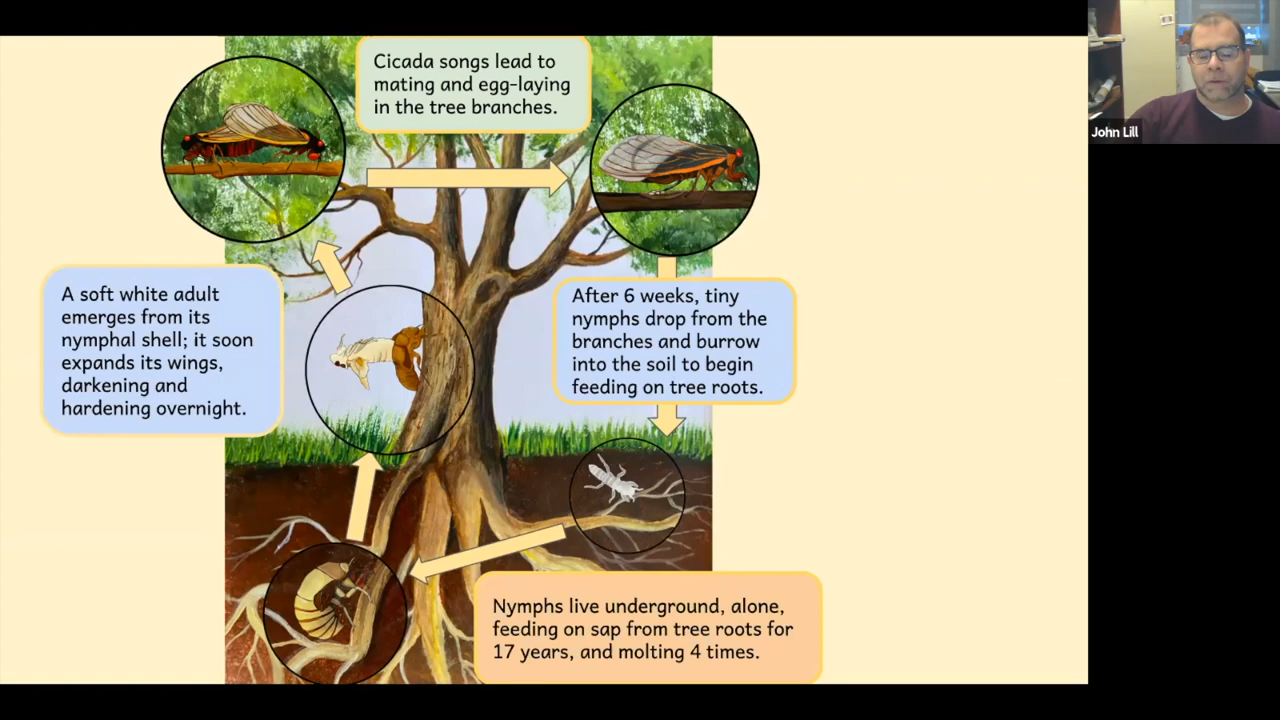 Cicada songs lead to
mating and egg-laying
in the tree branches.
John Lill
A soft white adult
emerges from its
nymphal shell; it soon
expands its wings,
darkening and
hardening overnight.
After 6 weeks, tiny
nymphs drop from the
branches and burrow
into the soil to begin
feeding on tree roots.
Nymphs live underground, alone,
feeding on sap from tree roots for
17 years, and molting 4 times.